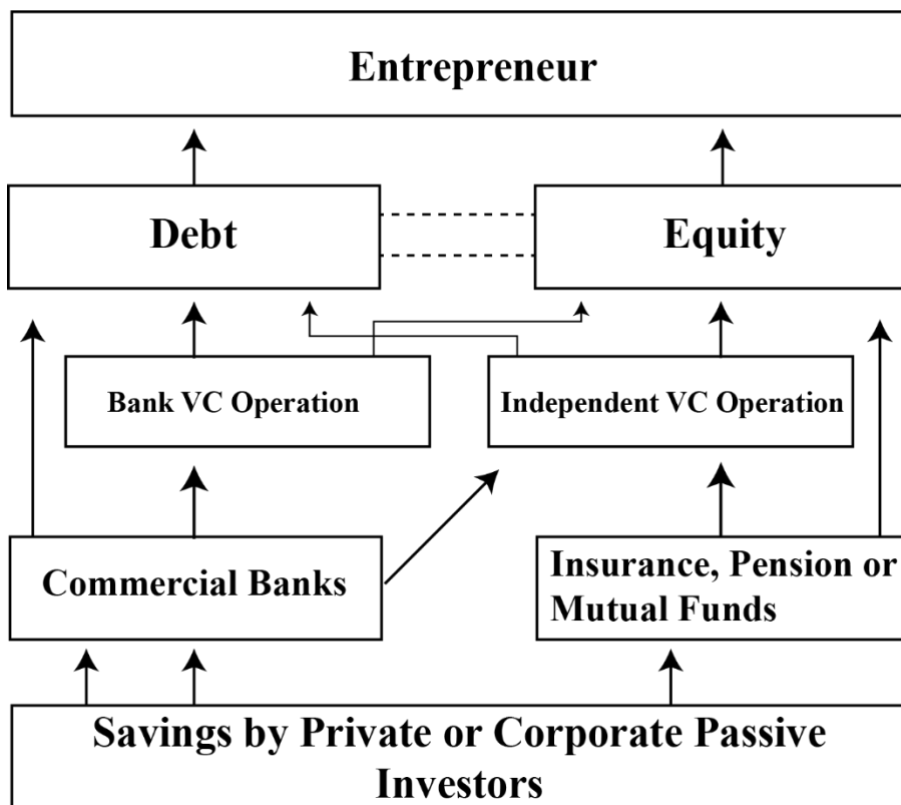 Entrepreneur
Debt
Equity
Bank VC Operation
Independent VC Operation
Commercial Banks
Insurance, Pension or
Mutual Funds
Savings by Private or Corporate Passive
Investors